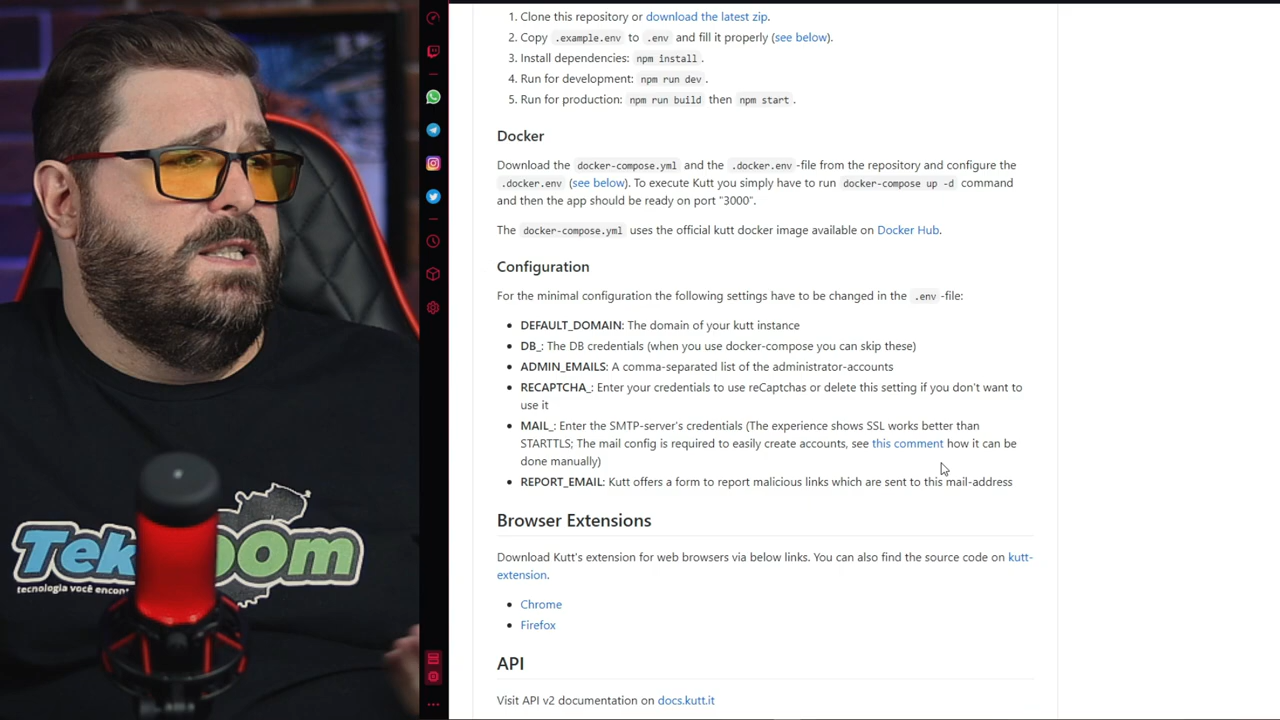 1. Clone this repository or download the latest zip.
2. Copy .example.env to .env and fill it properly (see below).
3. Install dependencies: npm install.
4. Run for development: npm run dev.
5. Run for production: npm run build then npm start.
Docker
Download the docker-compose.yml and the .docker.env -file from the repository and configure the
.docker.env (see below). To execute Kutt you simply have to run docker-compose up -d command
and then the app should be ready on port "3000".
The docker-compose.yml uses the official kutt docker image available on Docker Hub.
Configuration
For the minimal configuration the following settings have to be changed in the .env -file:
DEFAULT_DOMAIN: The domain of your kutt instance
DB_: The DB credentials (when you use docker-compose you can skip these)
ADMIN_EMAILS: A comma-separated list of the administrator-accounts
RECAPTCHA_: Enter your credentials to use reCaptchas or delete this setting if you don't want to
use it
MAIL_: Enter the SMTP-server's credentials (The experience shows SSL works better than
STARTTLS; The mail config is required to easily create accounts, see this comment how it can be
done manually)
REPORT_EMAIL: Kutt offers a form to report malicious links which are sent to this mail-address
Browser Extensions
Download Kutt's extension for web browsers via below links. You can also find the source code on kutt-
extension.
Chrome
Firefox
API
Visit API v2 documentation on docs.kutt.it
tecnologia você